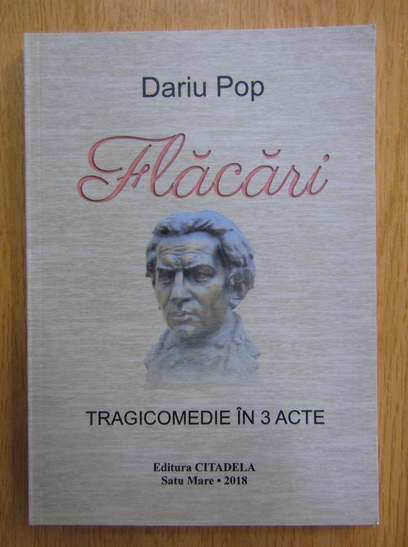 Dariu Pop
Flăcări
TRAGICOMEDIE ÎN 3 ACTE
Editura CITADELA
Satu Mare • 2018